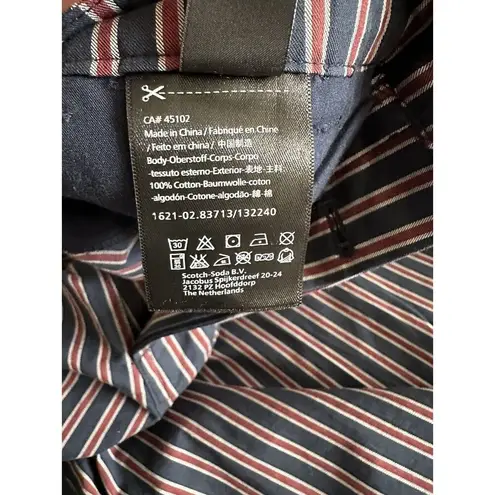 CA# 45102
Made in China / Fabriqué en Chine
/ Feito em china / 中国制造
Body-Oberstoff-Corps-Corpo
-tessuto esterno-Exterior-表地-主料
100% Cotton-Baumwolle-coton
-algodón-Cotone-algodão-綿-棉
1621-02.83713/132240
30
Scotch-Soda B.V.
Jacobus Spijkerdreef 20-24
2132 PZ Hoofddorp
The Netherlands